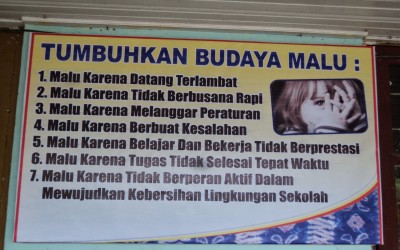 TUMBUHKAN BUDAYA MALU :
1. Malu Karena Datang Terlambat
2. Malu Karena Tidak Berbusana Rapi
3. Malu Karena Melanggar Peraturan
4. Malu Karena Berbuat Kesalahan
5. Malu Karena Belajar Dan Bekerja Tidak Berprestasi
6. Malu Karena Tugas Tidak Selesai Tepat Waktu
7. Malu Karena Tidak Berperan Aktif Dalam
Mewujudkan Kebersihan Lingkungan Sekolah